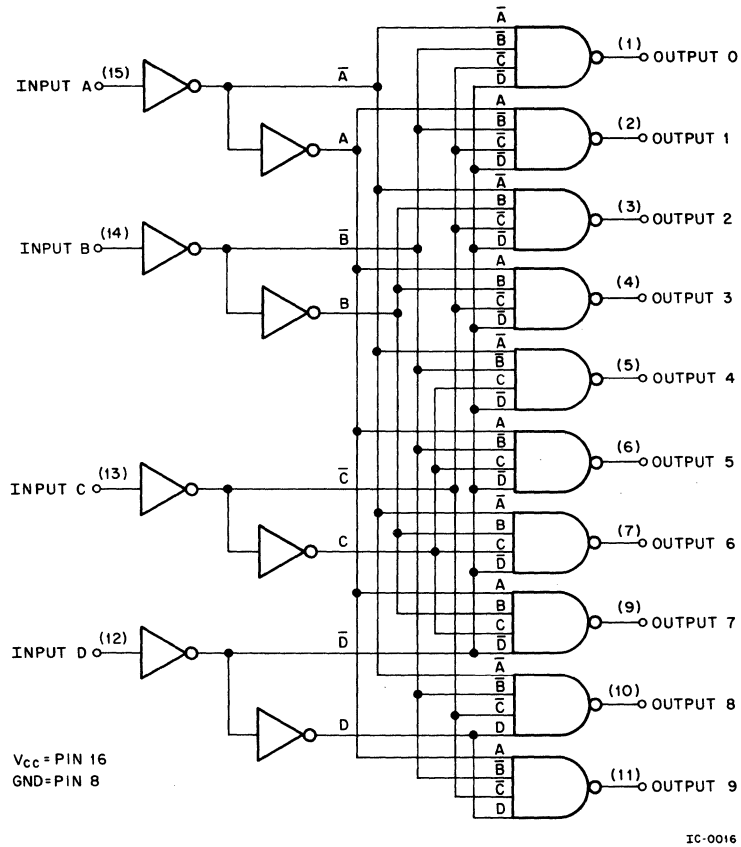 A̅
B̅
C̅
D̅
(1)
OUTPUT 0
INPUT A
(15)
A̅
A
A
B̅
C̅
D̅
(2)
OUTPUT 1
A̅
B
C̅
D̅
(3)
OUTPUT 2
INPUT B
(14)
B̅
B
A
B
C̅
D̅
(4)
OUTPUT 3
A̅
B̅
C
D̅
(5)
OUTPUT 4
A
B̅
C
D̅
(6)
OUTPUT 5
INPUT C
(13)
C̅
C
A̅
B
C
D̅
(7)
OUTPUT 6
A
B
C
D̅
(9)
OUTPUT 7
INPUT D
(12)
D̅
D
A̅
B̅
C̅
D
(10)
OUTPUT 8
A
B̅
C̅
D
(11)
OUTPUT 9
VCC = PIN 16
GND=PIN 8
IC-0016